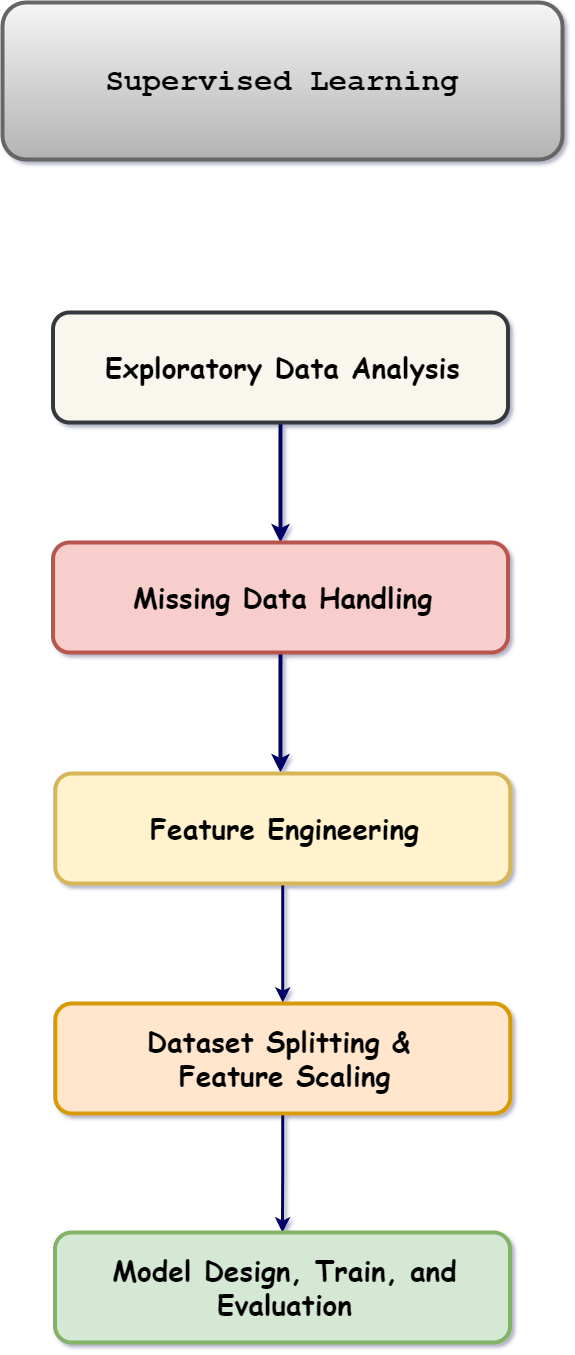 Supervised Learning
Exploratory Data Analysis
Missing Data Handling
Feature Engineering
Dataset Splitting &
Feature Scaling
Model Design, Train, and
Evaluation